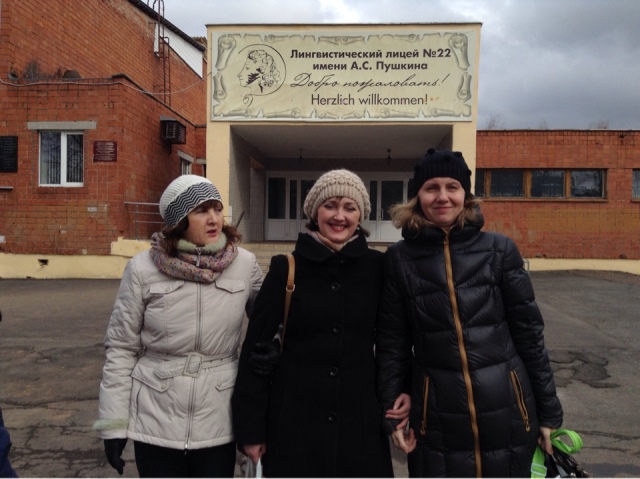 Лингвистический лицей №22
имени А.С. Пушкина
Добро пожаловать!
Herzlich willkommen!